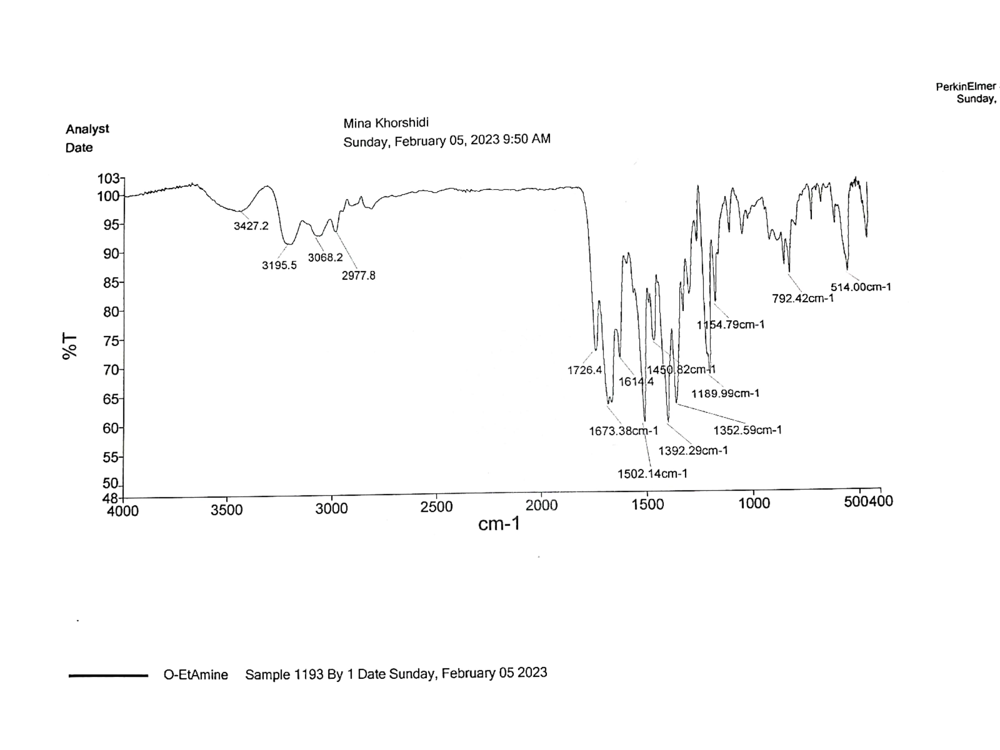 PerkinElmer
Sunday,
Analyst
Mina Khorshidi
Date
Sunday, February 05, 2023 9:50 AM
103
100
95
90
85
80
75
70
65
60
55
50
48
%T
3427.2
3195.5
3068.2
2977.8
1726.4
1673.38cm-1
1614.4
1502.14cm-1
1450.82cm-1
1392.29cm-1
1352.59cm-1
1189.99cm-1
1154.79cm-1
792.42cm-1
514.00cm-1
4000
3500
3000
2500
2000
1500
1000
500400
cm-1
O-EtAmine Sample 1193 By 1 Date Sunday, February 05 2023